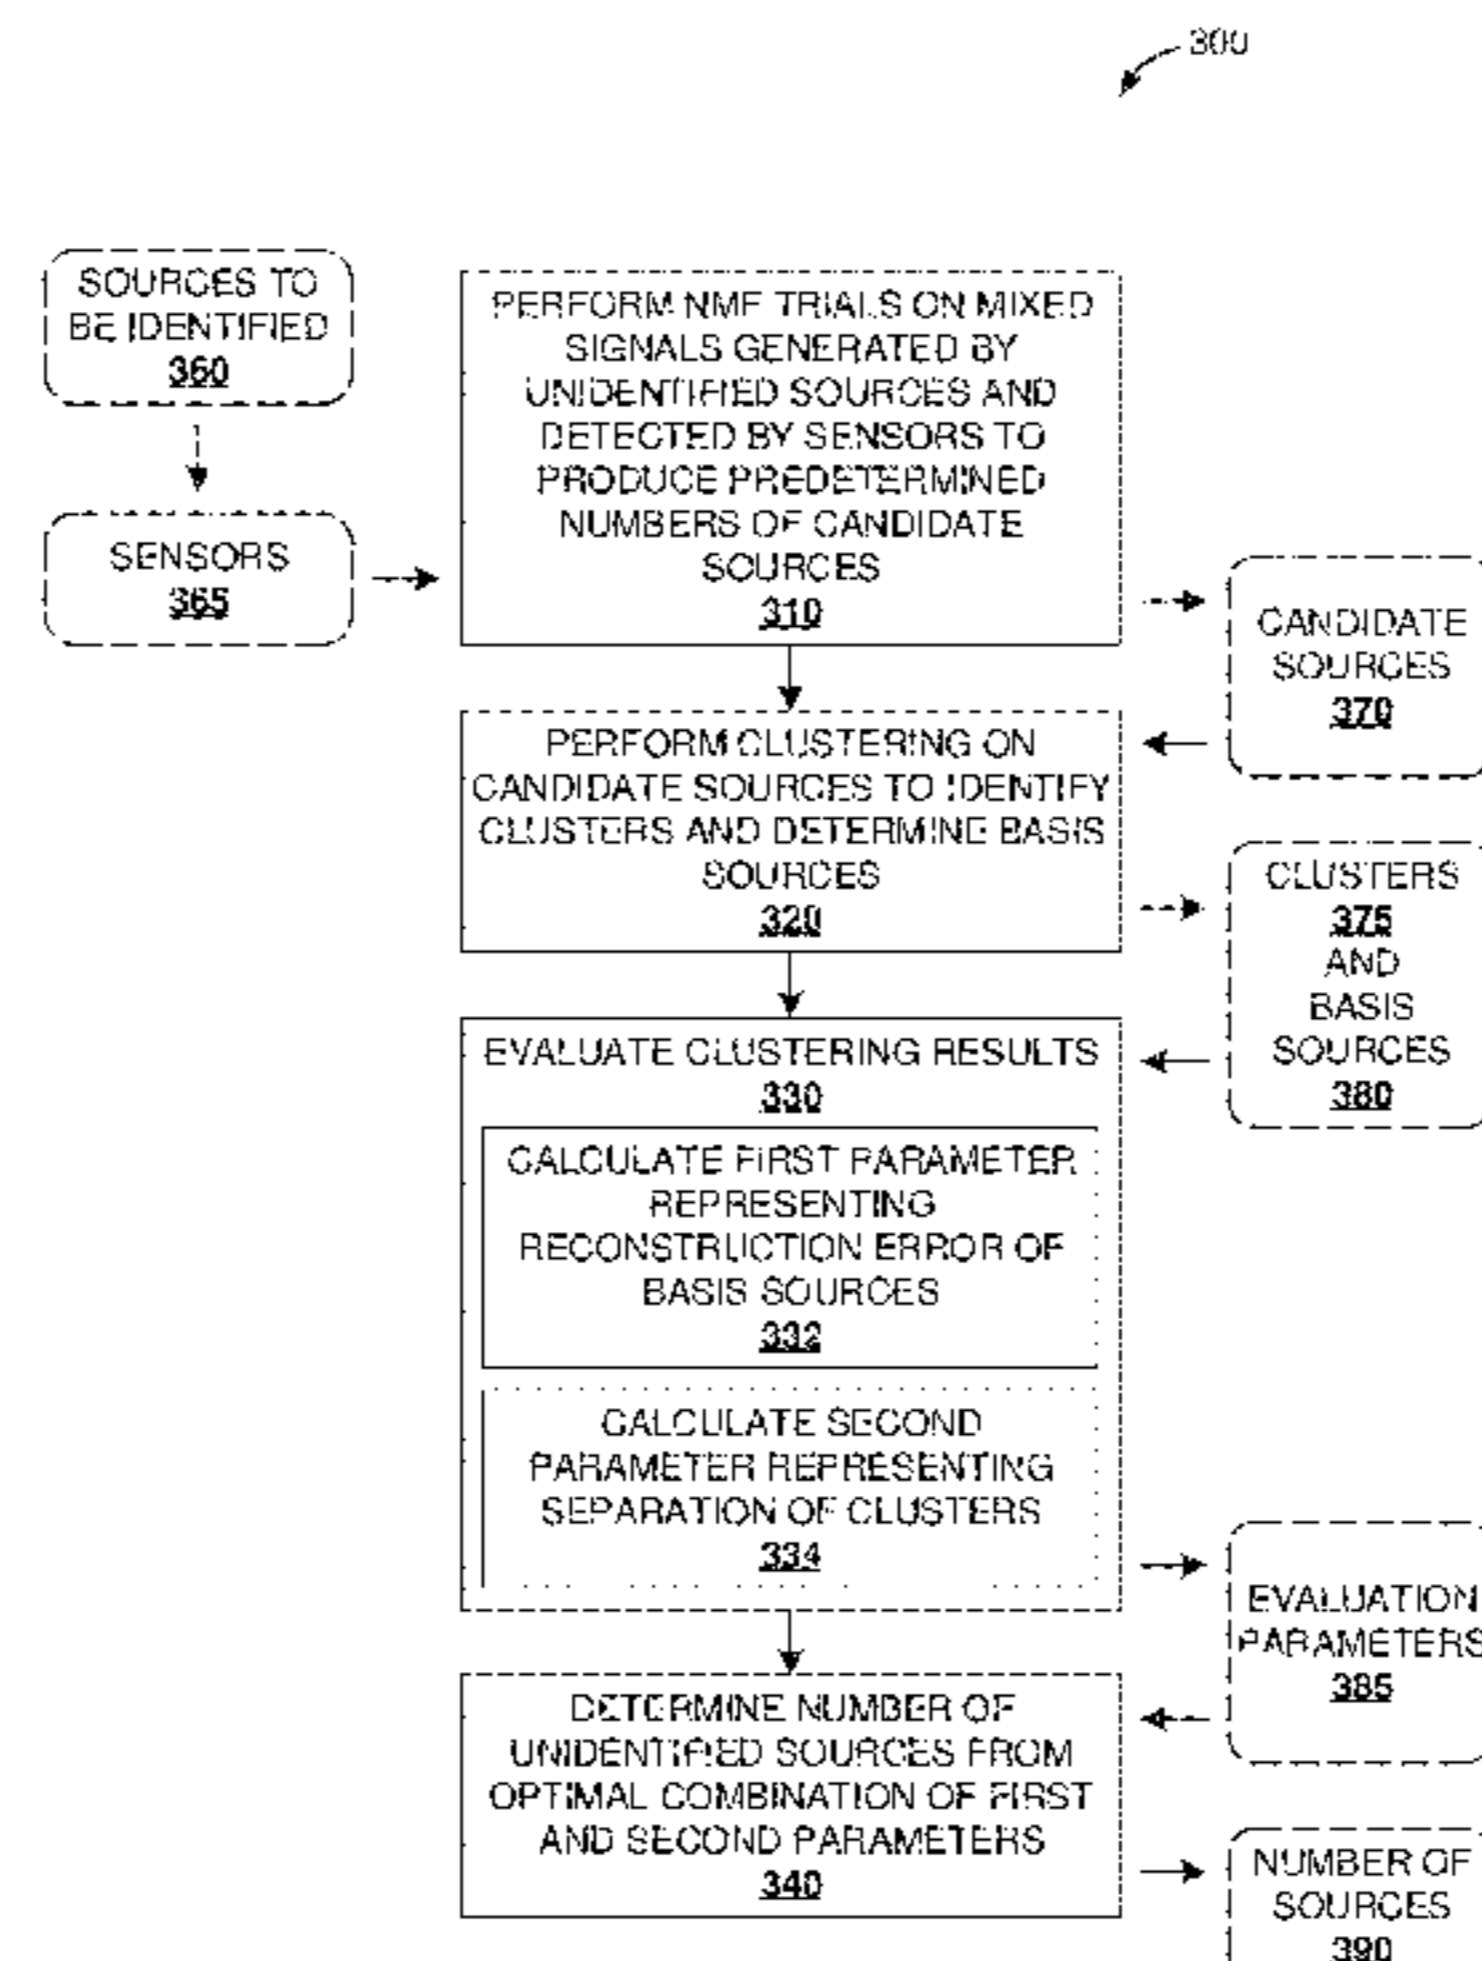 300
SOURCES TO
BE IDENTIFIED
360
SENSORS
365
PERFORM NMF TRIALS ON MIXED
SIGNALS GENERATED BY
UNIDENTIFIED SOURCES AND
DETECTED BY SENSORS TO
PRODUCE PREDETERMINED
NUMBERS OF CANDIDATE
SOURCES
310
CANDIDATE
SOURCES
370
PERFORM CLUSTERING ON
CANDIDATE SOURCES TO IDENTIFY
CLUSTERS AND DETERMINE BASIS
SOURCES
320
CLUSTERS
375
AND
BASIS
SOURCES
380
EVALUATE CLUSTERING RESULTS
330
CALCULATE FIRST PARAMETER
REPRESENTING
RECONSTRUCTION ERROR OF
BASIS SOURCES
332
CALCULATE SECOND
PARAMETER REPRESENTING
SEPARATION OF CLUSTERS
334
EVALUATION
PARAMETERS
385
DETERMINE NUMBER OF
UNIDENTIFIED SOURCES FROM
OPTIMAL COMBINATION OF FIRST
AND SECOND PARAMETERS
340
NUMBER OF
SOURCES
390